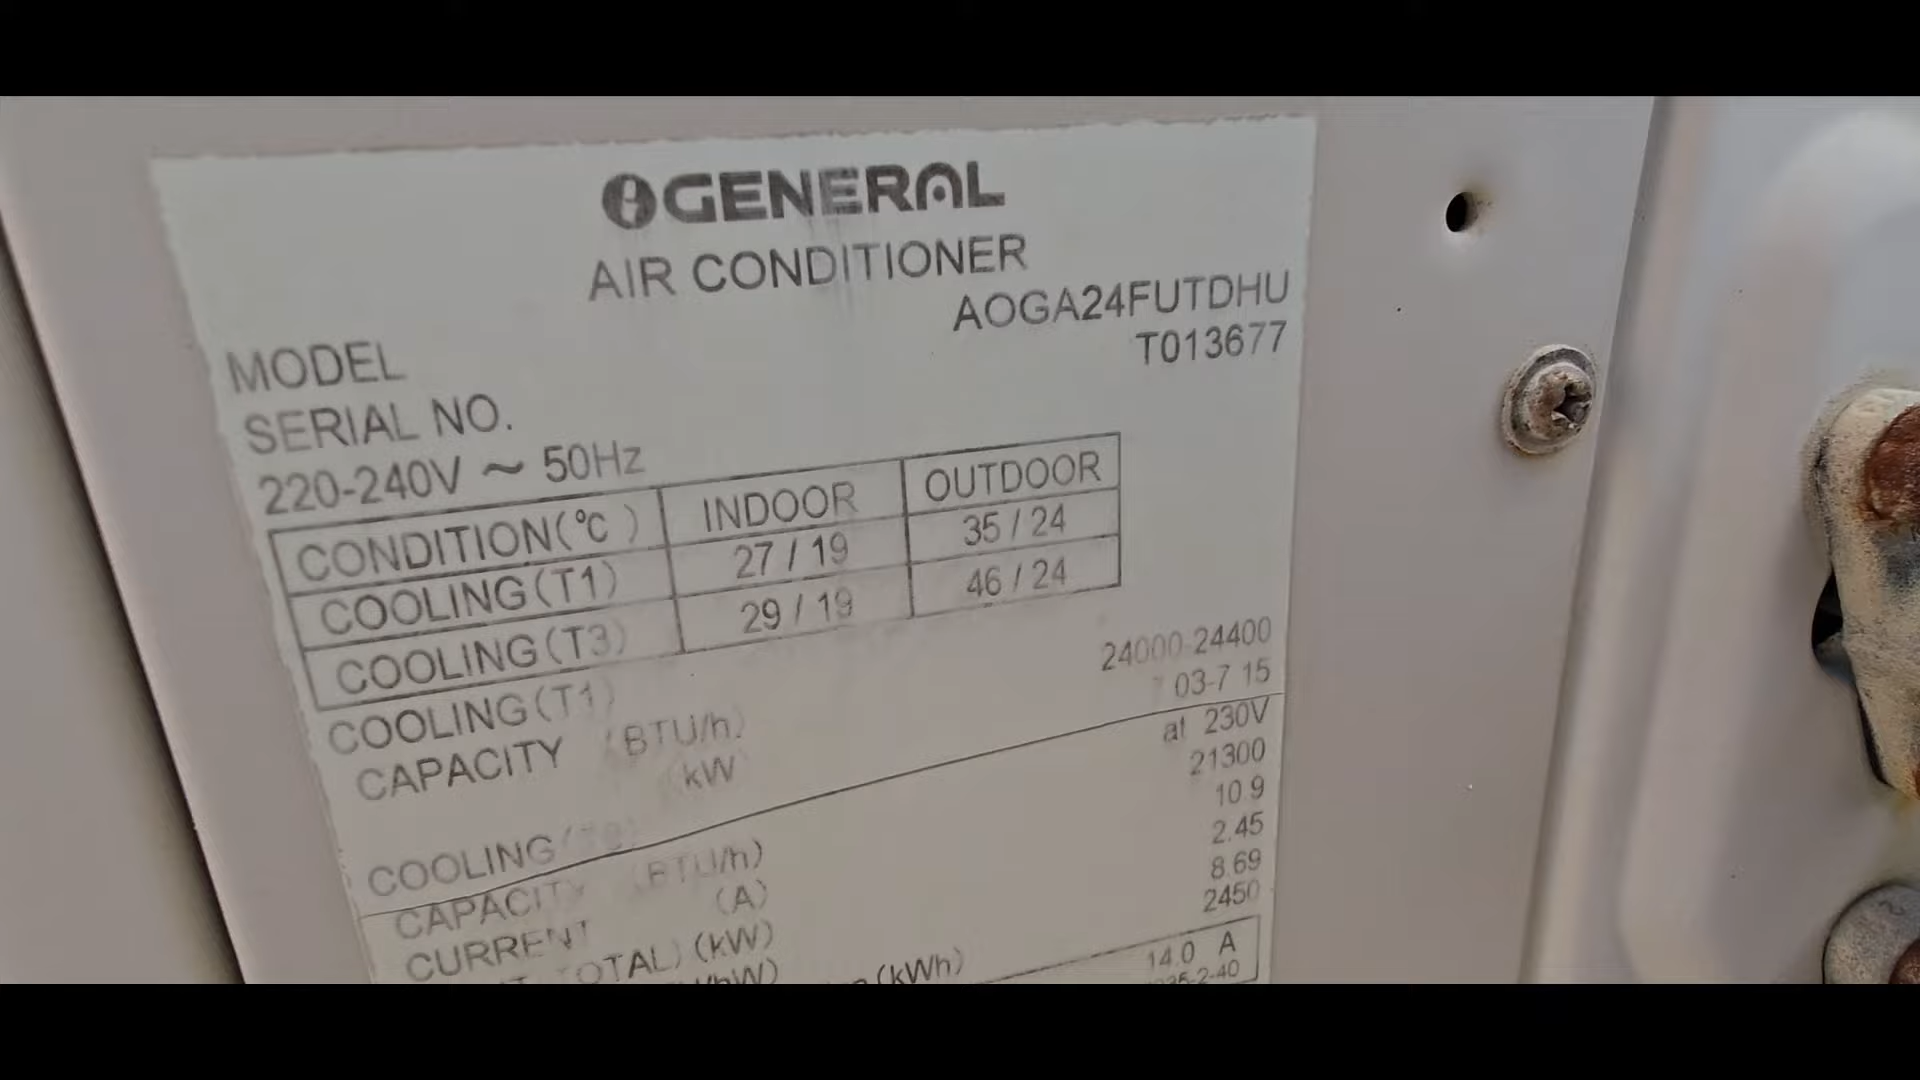 GENERAL
AIR CONDITIONER
MODEL AOGA24FUTDHU
SERIAL NO. T013677
220-240V ~ 50Hz
CONDITION(°C) INDOOR OUTDOOR
COOLING(T1) 27 / 19 35 / 24
COOLING(T3) 29 / 19 46 / 24
COOLING(T1)
CAPACITY (BTU/h) 24000-24400
(kW 03-7 15
at 230V
COOLING
CAPACITY (BTU/h) 21300
CURRENT (A) 10.9
(kW) 2.45
8.69
(kWh) 2450
14.0 A